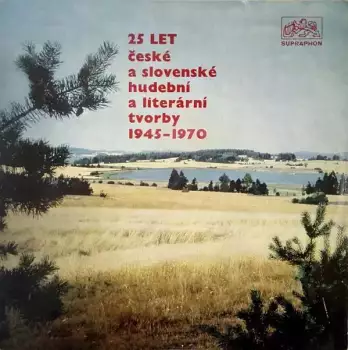 25 LET
české
a slovenské
hudební
a literární
tvorby
1945-1970
SUPRAPHON